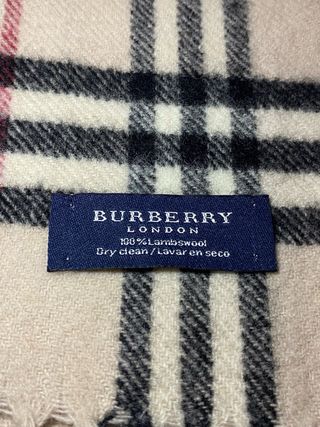 BURBERRY
LONDON
100% Lambswool
Dry clean / Lavar en seco